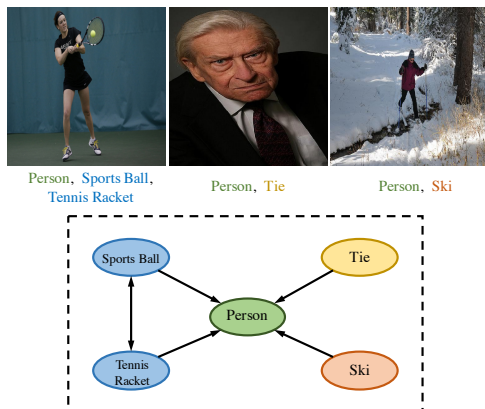 Person, Sports Ball,
Tennis Racket
Person, Tie
Person, Ski
Sports Ball
Tie
Person
Tennis
Racket
Ski